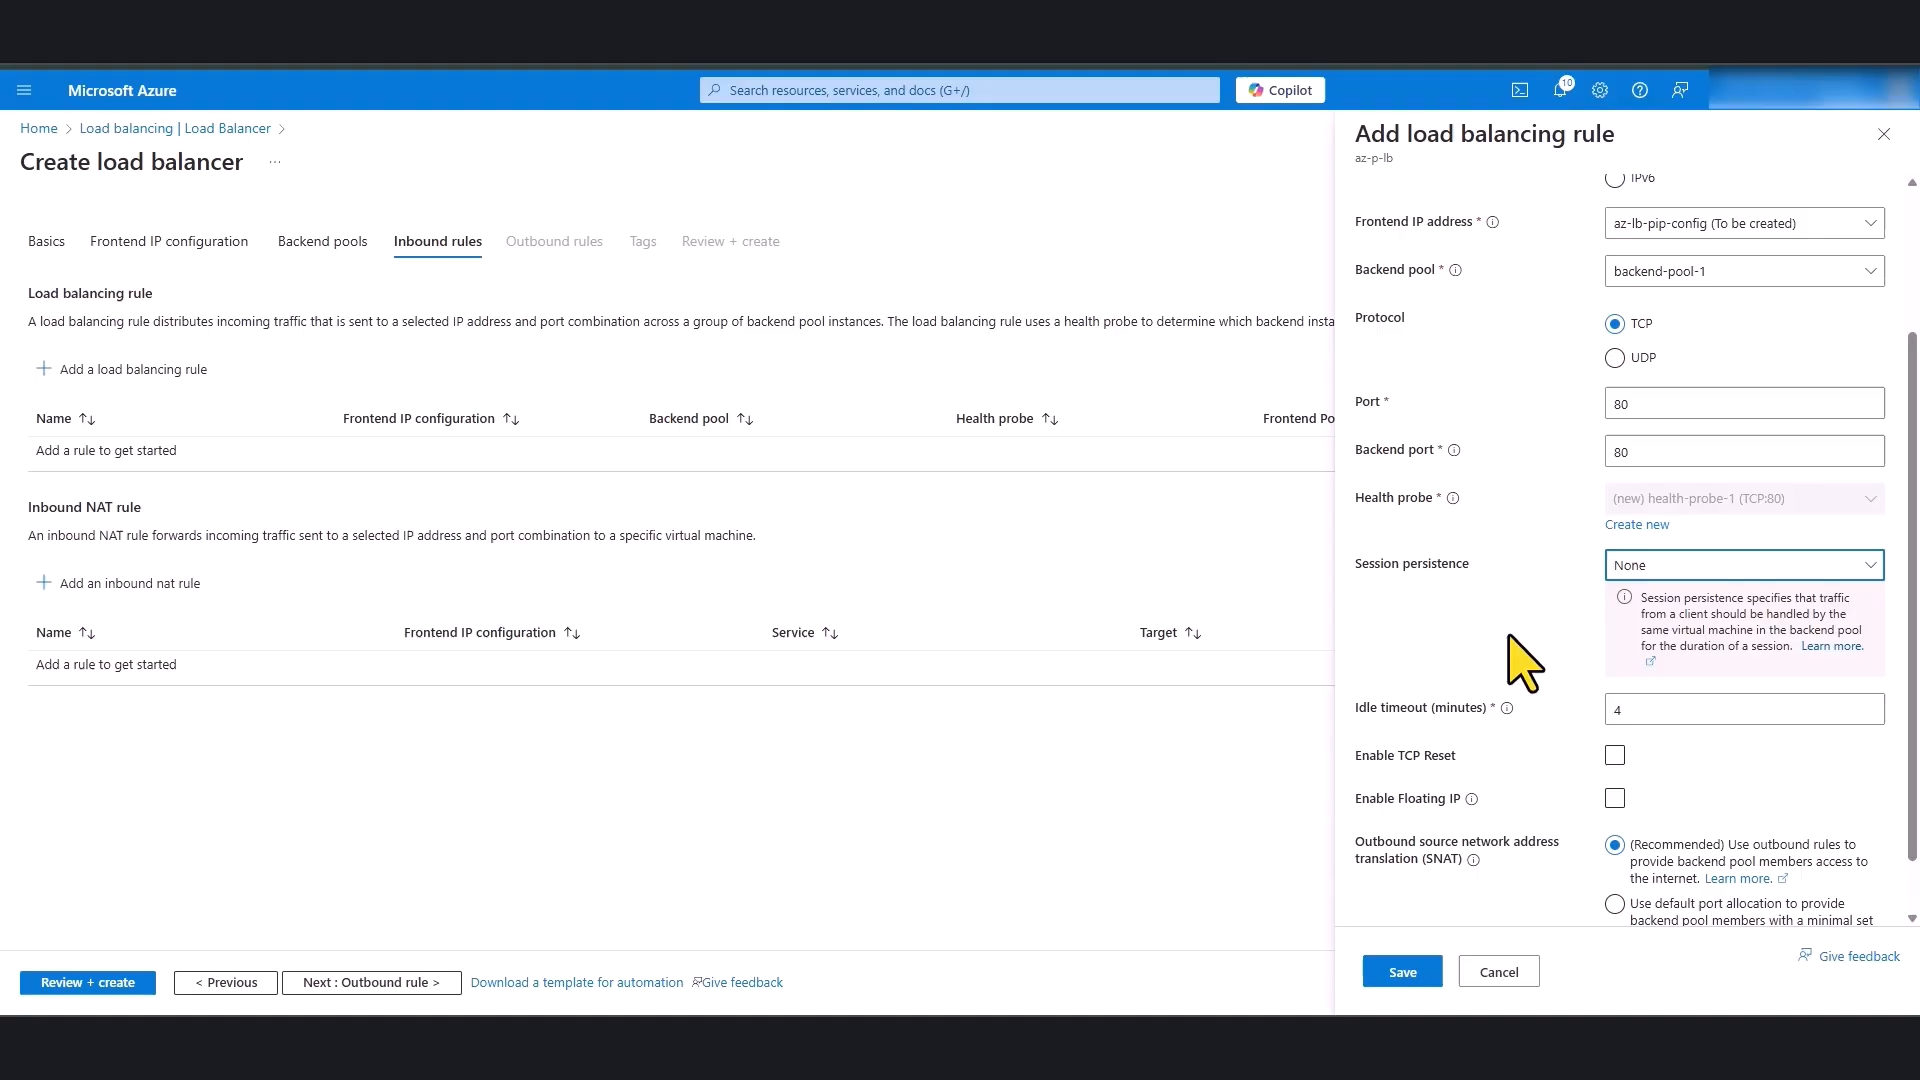 Microsoft Azure
Search resources, services, and docs (G+/)
Copilot
10
Home > Load balancing | Load Balancer >
Create load balancer ...
Basics Frontend IP configuration Backend pools Inbound rules Outbound rules Tags Review + create
Load balancing rule
A load balancing rule distributes incoming traffic that is sent to a selected IP address and port combination across a group of backend pool instances. The load balancing rule uses a health probe to determine which backend insta
+ Add a load balancing rule
Name Frontend IP configuration Backend pool Health probe Frontend Po
Add a rule to get started
Inbound NAT rule
An inbound NAT rule forwards incoming traffic sent to a selected IP address and port combination to a specific virtual machine.
+ Add an inbound nat rule
Name Frontend IP configuration Service Target
Add a rule to get started
Review + create
< Previous
Next : Outbound rule >
Download a template for automation
Give feedback
Add load balancing rule
az-p-lb
IPv6
Frontend IP address *
az-lb-pip-config (To be created)
Backend pool *
backend-pool-1
Protocol
TCP
UDP
Port *
80
Backend port *
80
Health probe *
(new) health-probe-1 (TCP:80)
Create new
Session persistence
None
Session persistence specifies that traffic
from a client should be handled by the
same virtual machine in the backend pool
for the duration of a session. Learn more.
Idle timeout (minutes) *
4
Enable TCP Reset
Enable Floating IP
Outbound source network address
translation (SNAT)
(Recommended) Use outbound rules to
provide backend pool members access to
the internet. Learn more.
Use default port allocation to provide
backend pool members with a minimal set
Save
Cancel
Give feedback